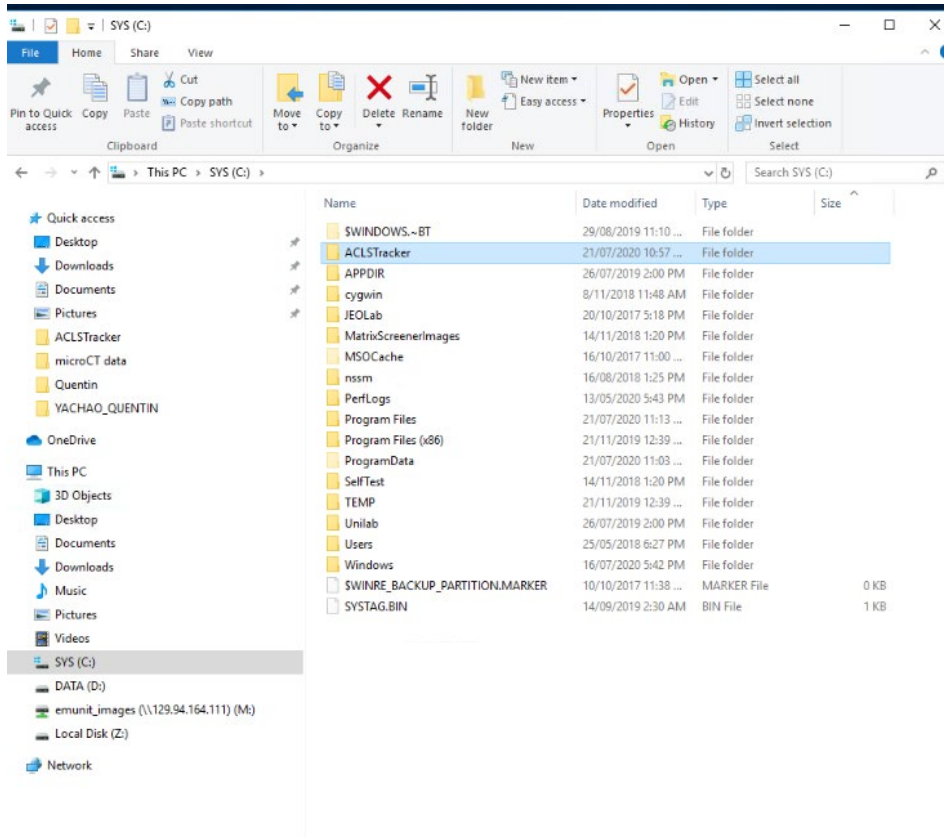 SYS (C:)
File Home Share View
Pin to Quick access
Copy
Paste
Cut
Copy path
Paste shortcut
Clipboard
Move to
Copy to
Delete
Rename
Organize
New folder
New item
Easy access
New
Properties
Open
Edit
History
Open
Select all
Select none
Invert selection
Select
This PC > SYS (C:) >
Search SYS (C:)
Quick access
Desktop
Downloads
Documents
Pictures
ACLSTracker
microCT data
Quentin
YACHAO_QUENTIN
OneDrive
This PC
3D Objects
Desktop
Documents
Downloads
Music
Pictures
Videos
SYS (C:)
DATA (D:)
emunit_images (\\129.94.164.111) (M:)
Local Disk (Z:)
Network
Name Date modified Type Size
$WINDOWS.~BT 29/08/2019 11:10 ... File folder
ACLSTracker 21/07/2020 10:57 ... File folder
APPDIR 26/07/2019 2:00 PM File folder
cygwin 8/11/2018 11:48 AM File folder
JEOLab 20/10/2017 5:18 PM File folder
MatrixScreenerImages 14/11/2018 1:20 PM File folder
MSOCache 16/10/2017 11:00 ... File folder
nssm 16/08/2018 1:25 PM File folder
PerfLogs 13/05/2020 5:43 PM File folder
Program Files 21/07/2020 11:13 ... File folder
Program Files (x86) 21/11/2019 12:39 ... File folder
ProgramData 21/07/2020 11:03 ... File folder
SelfTest 14/11/2018 1:20 PM File folder
TEMP 21/11/2019 12:39 ... File folder
Unilab 26/07/2019 2:00 PM File folder
Users 25/05/2018 6:27 PM File folder
Windows 16/07/2020 5:42 PM File folder
$WINRE_BACKUP_PARTITION.MARKER 10/10/2017 11:38 ... MARKER File 0 KB
SYSTAG.BIN 14/09/2019 2:30 AM BIN File 1 KB